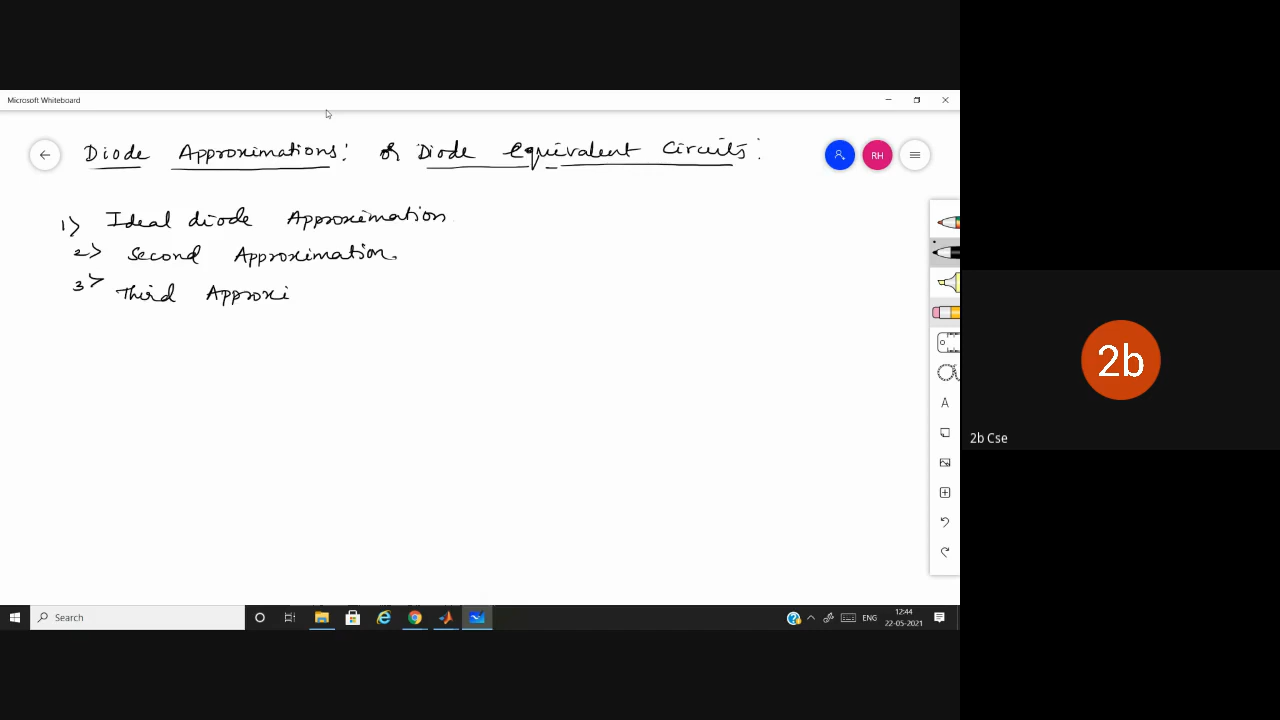 Microsoft Whiteboard
Diode Approximations: or Diode Equivalent Circuits:
RH
1) Ideal diode Approximation
2) Second Approximation.
3) Third Approxi
A
2b
2b Cse
Search
ENG
12:44
22-05-2021